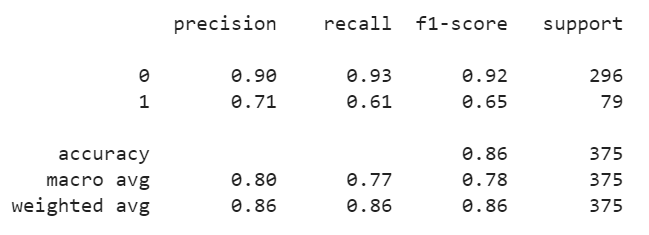 precision recall f1-score support
0 0.90 0.93 0.92 296
1 0.71 0.61 0.65 79
accuracy 0.86 375
macro avg 0.80 0.77 0.78 375
weighted avg 0.86 0.86 0.86 375